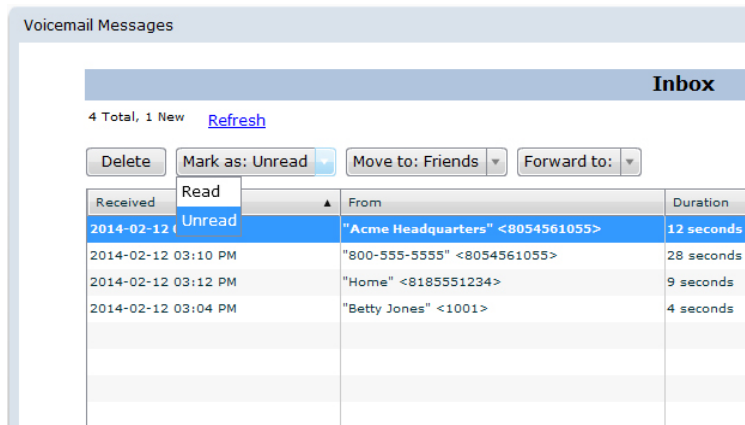 Voicemail Messages
Inbox
4 Total, 1 New Refresh
Delete Mark as: Unread Move to: Friends Forward to:
Read
Unread
Received From Duration
2014-02-12 "Acme Headquarters" <8054561055> 12 seconds
2014-02-12 03:10 PM "800-555-5555" <8054561055> 28 seconds
2014-02-12 03:12 PM "Home" <8185551234> 9 seconds
2014-02-12 03:04 PM "Betty Jones" <1001> 4 seconds